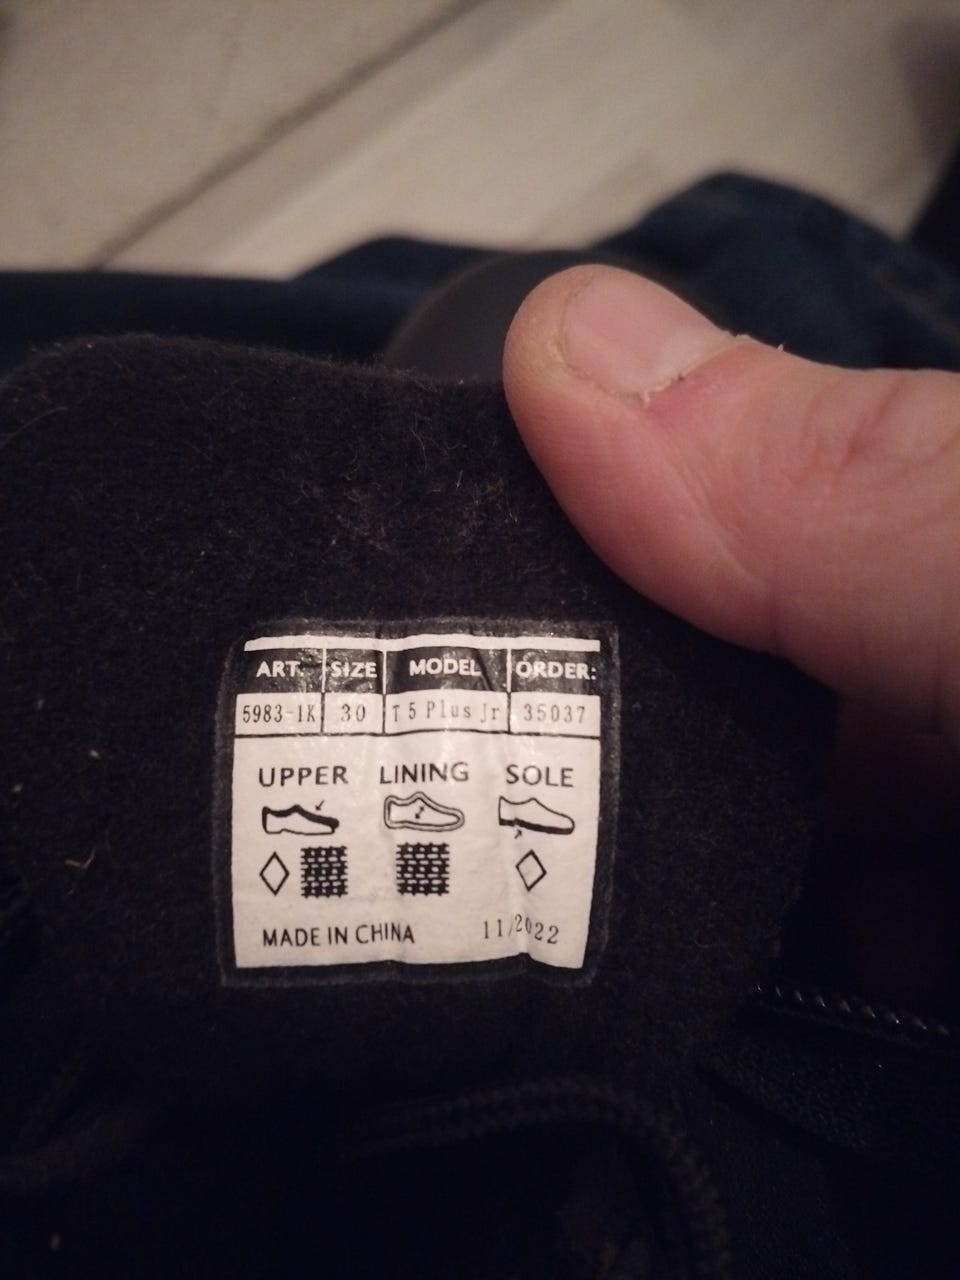 ART. SIZE MODEL ORDER:
5983-1K 30 T 5 Plus Jr 35037
UPPER LINING SOLE
MADE IN CHINA 11/2022